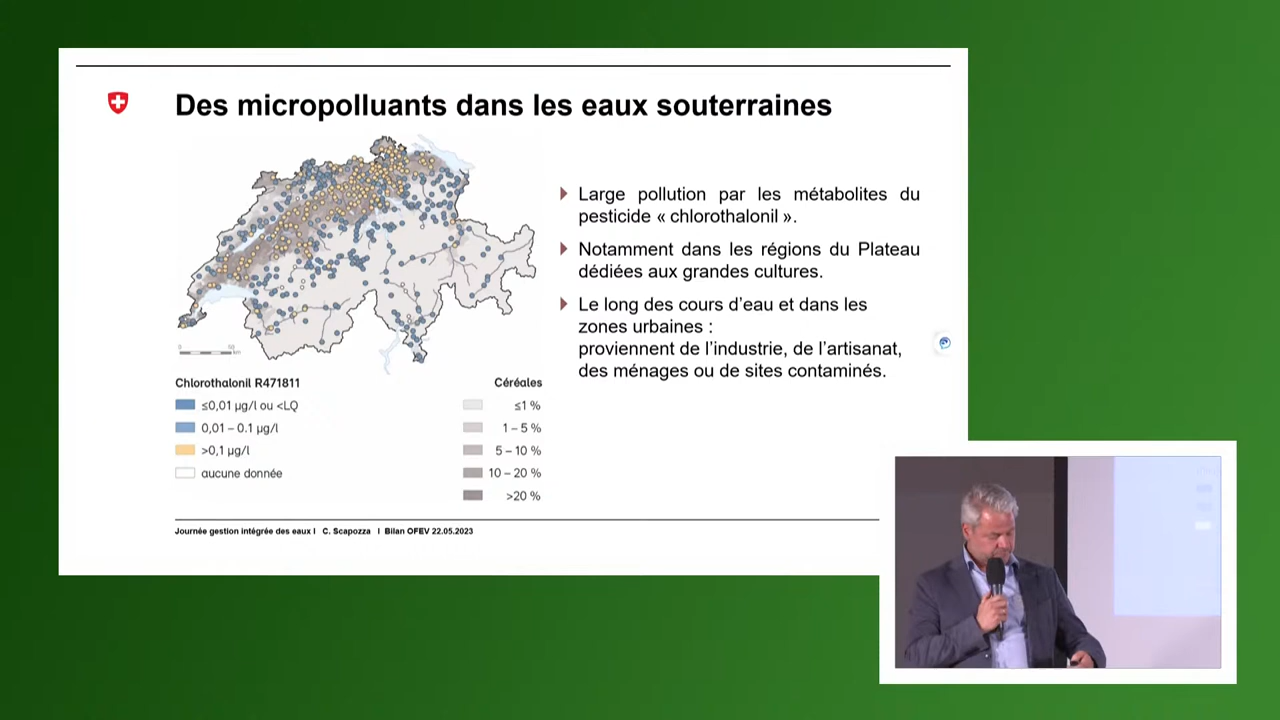 Des micropolluants dans les eaux souterraines
Large pollution par les métabolites du
pesticide « chlorothalonil ».
Notamment dans les régions du Plateau
dédiées aux grandes cultures.
Le long des cours d’eau et dans les
zones urbaines :
proviennent de l’industrie, de l’artisanat,
des ménages ou de sites contaminés.
0 50 km
Chlorothalonil R471811
≤0,01 µg/l ou <LQ
0,01 – 0.1 µg/l
>0,1 µg/l
aucune donnée
Céréales
≤1 %
1 – 5 %
5 – 10 %
10 – 20 %
>20 %
Journée gestion intégrée des eaux I C. Scapozza I Bilan OFEV 22.05.2023